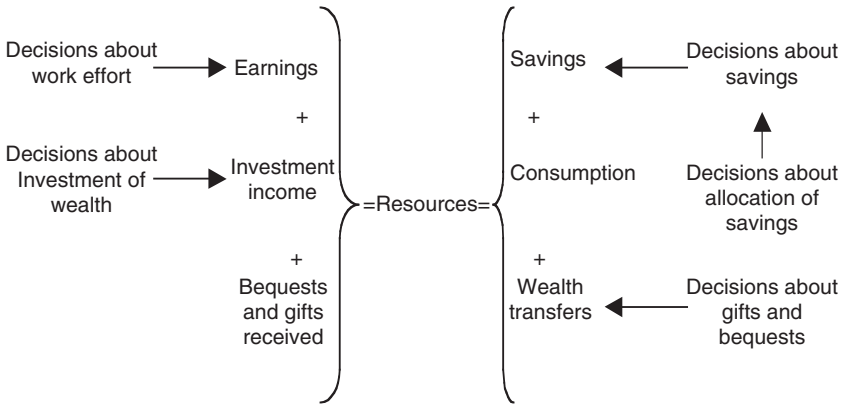 Decisions about
work effort
Earnings
+
Decisions about
Investment of
wealth
Investment
income
+
Bequests
and gifts
received
=Resources=
Savings
+
Consumption
+
Wealth
transfers
Decisions about
savings
Decisions about
allocation of
savings
Decisions about
gifts and
bequests